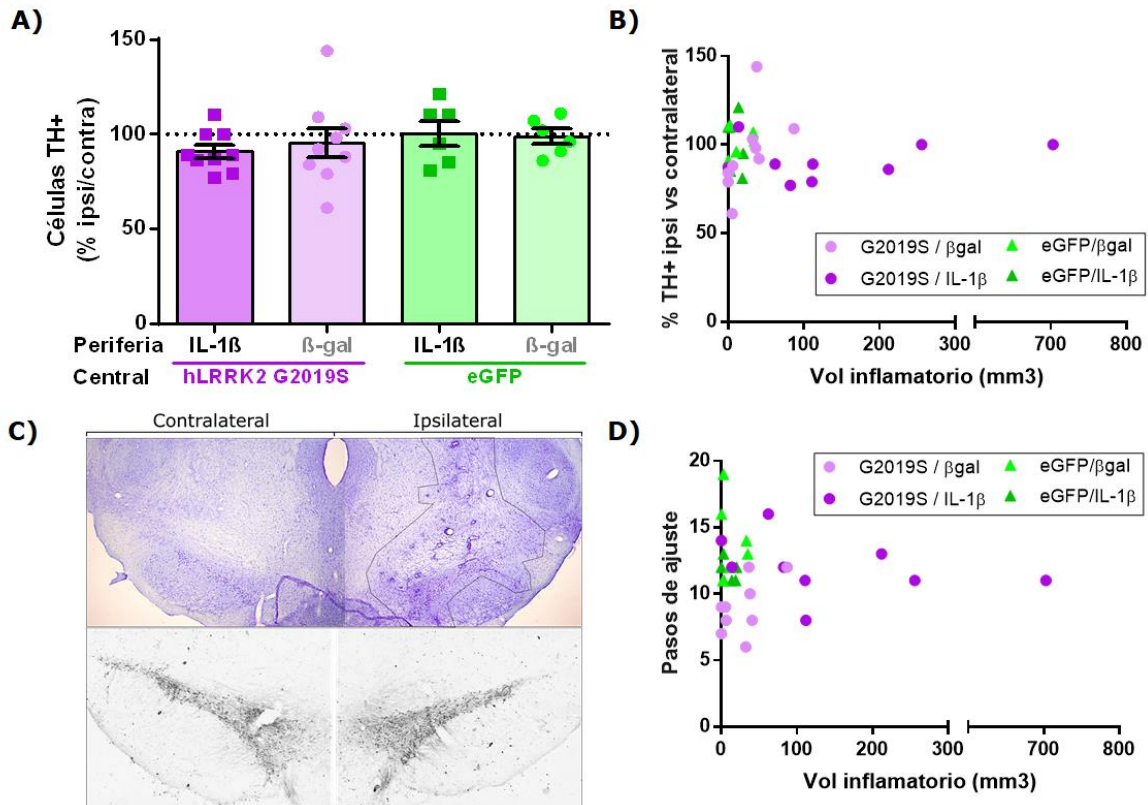 A)
Células TH+
(% ipsi/contra)
150
100
50
0
Periferia IL-1ß ß-gal IL-1ß ß-gal
Central hLRRK2 G2019S eGFP
B)
% TH+ ipsi vs contralateral
150
100
50
0
G2019S / βgal eGFP/βgal
G2019S / IL-1β eGFP/IL-1β
0 100 200 300 600 700 800
Vol inflamatorio (mm3)
C)
Contralateral Ipsilateral
D)
Pasos de ajuste
20
15
10
5
0
G2019S / βgal eGFP/βgal
G2019S / IL-1β eGFP/IL-1β
0 100 200 300 600 700 800
Vol inflamatorio (mm3)